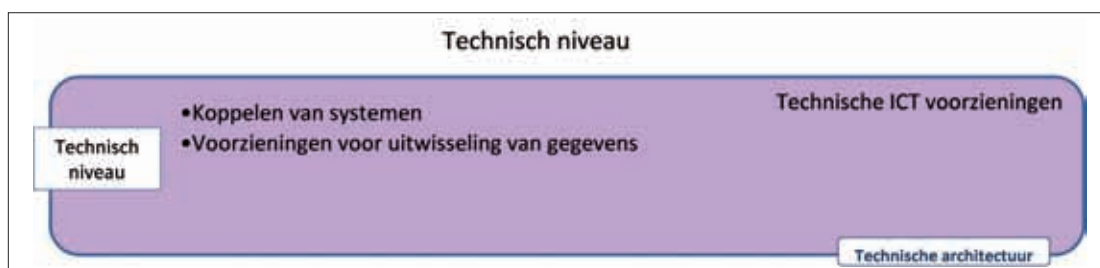 Technisch niveau
Technische ICT voorzieningen
•Koppelen van systemen
•Voorzieningen voor uitwisseling van gegevens
Technisch
niveau
Technische architectuur